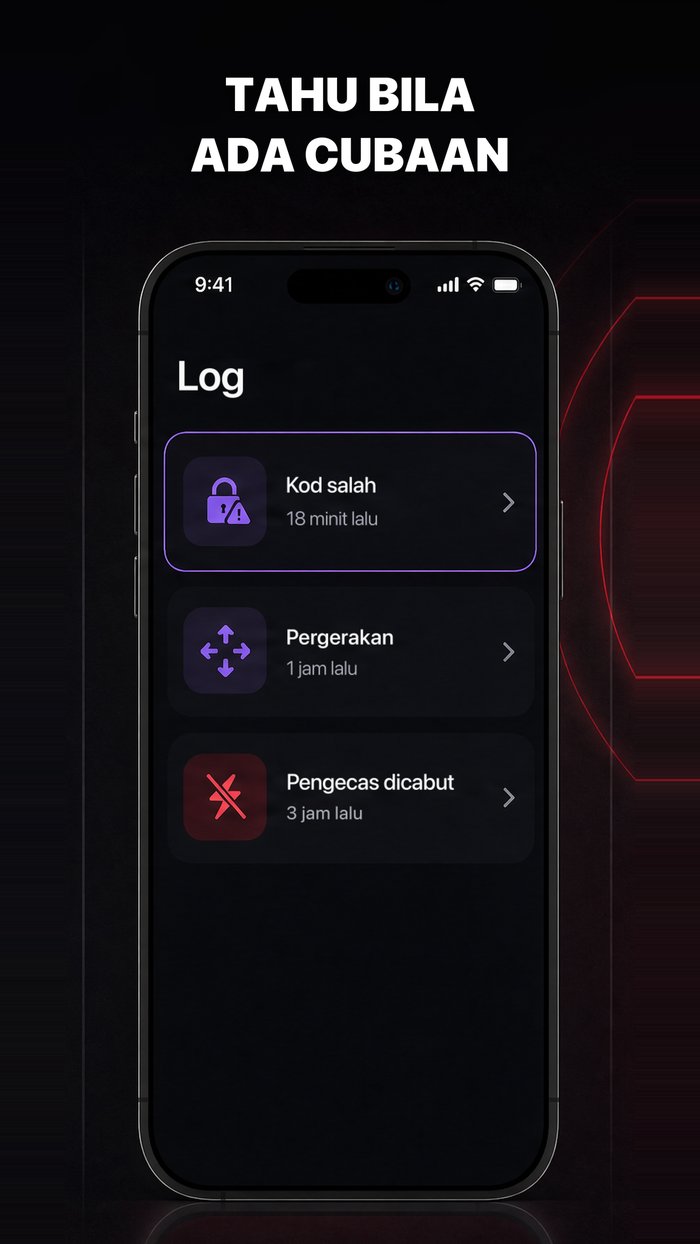 TAHU BILA
ADA CUBAAN
9:41
Log
Kod salah
18 minit lalu
Pergerakan
1 jam lalu
Pengecas dicabut
3 jam lalu